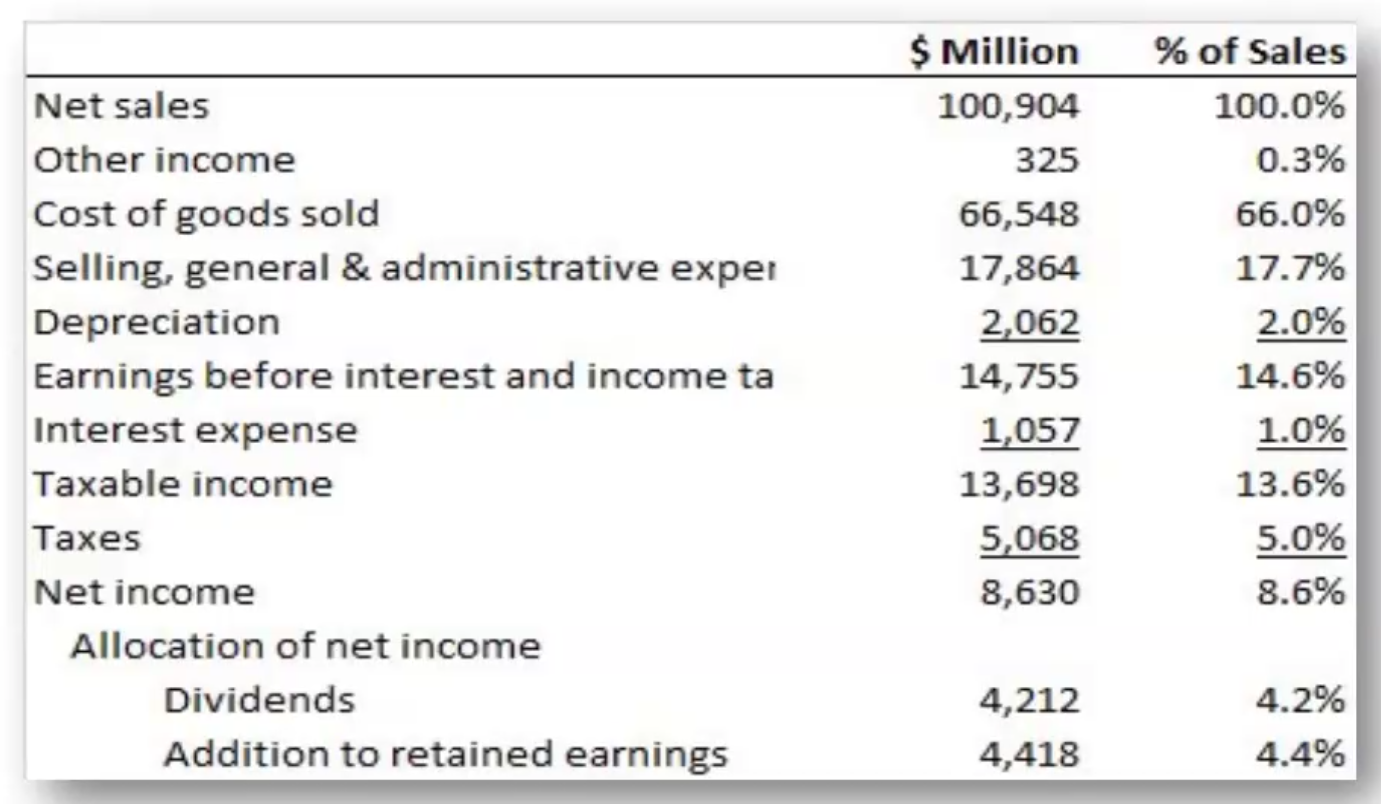 $ Million % of Sales
Net sales 100,904 100.0%
Other income 325 0.3%
Cost of goods sold 66,548 66.0%
Selling, general & administrative exper 17,864 17.7%
Depreciation 2,062 2.0%
Earnings before interest and income ta 14,755 14.6%
Interest expense 1,057 1.0%
Taxable income 13,698 13.6%
Taxes 5,068 5.0%
Net income 8,630 8.6%
Allocation of net income
Dividends 4,212 4.2%
Addition to retained earnings 4,418 4.4%